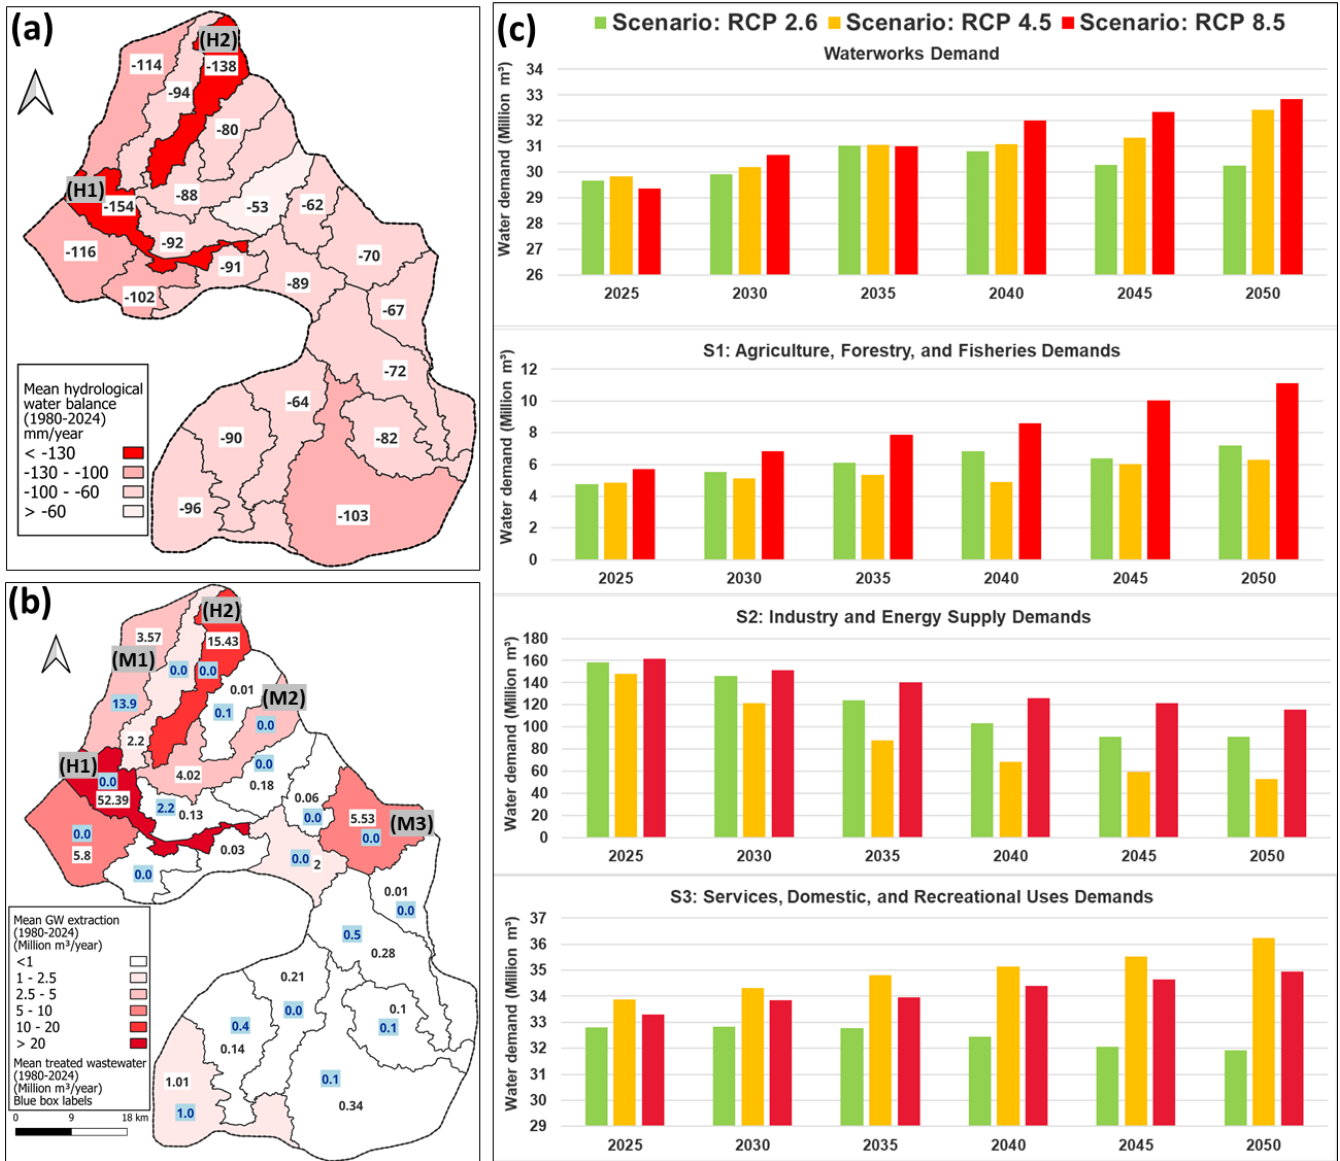 (a)
(H2)
-138
-114
-94
-80
(H1)
-154
-88
-53
-62
-92
-116
-91
-70
-89
-102
-67
-72
-64
-82
-90
-96
-103
Mean hydrological
water balance
(1980-2024)
mm/year
< -130
-130 - -100
-100 - -60
> -60
(b)
(H2)
15.43
3.57
(M1)
0.0
0.0
0.01
(M2)
13.9
0.1
0.0
2.2
(H1)
0.0
4.02
0.0
0.18
52.39
2.2
0.13
0.06
0.0
5.53
(M3)
0.0
0.0
5.8
0.03
0.0
2
0.0
0.01
0.0
0.5
0.28
0.21
0.0
0.1
0.1
0.4
0.14
1.01
1.0
0.1
0.34
Mean GW extraction
(1980-2024)
(Million m³/year)
<1
1 - 2.5
2.5 - 5
5 - 10
10 - 20
> 20
Mean treated wastewater
(1980-2024)
(Million m³/year)
Blue box labels
0 9 18 km
(c)
Scenario: RCP 2.6 Scenario: RCP 4.5 Scenario: RCP 8.5
Waterworks Demand
Water demand (Million m³)
34
33
32
31
30
29
28
27
26
2025 2030 2035 2040 2045 2050
S1: Agriculture, Forestry, and Fisheries Demands
Water demand (Million m³)
12
10
8
6
4
2
0
2025 2030 2035 2040 2045 2050
S2: Industry and Energy Supply Demands
Water demand (Million m³)
180
160
140
120
100
80
60
40
20
0
2025 2030 2035 2040 2045 2050
S3: Services, Domestic, and Recreational Uses Demands
Water demand (Million m³)
37
36
35
34
33
32
31
30
29
2025 2030 2035 2040 2045 2050